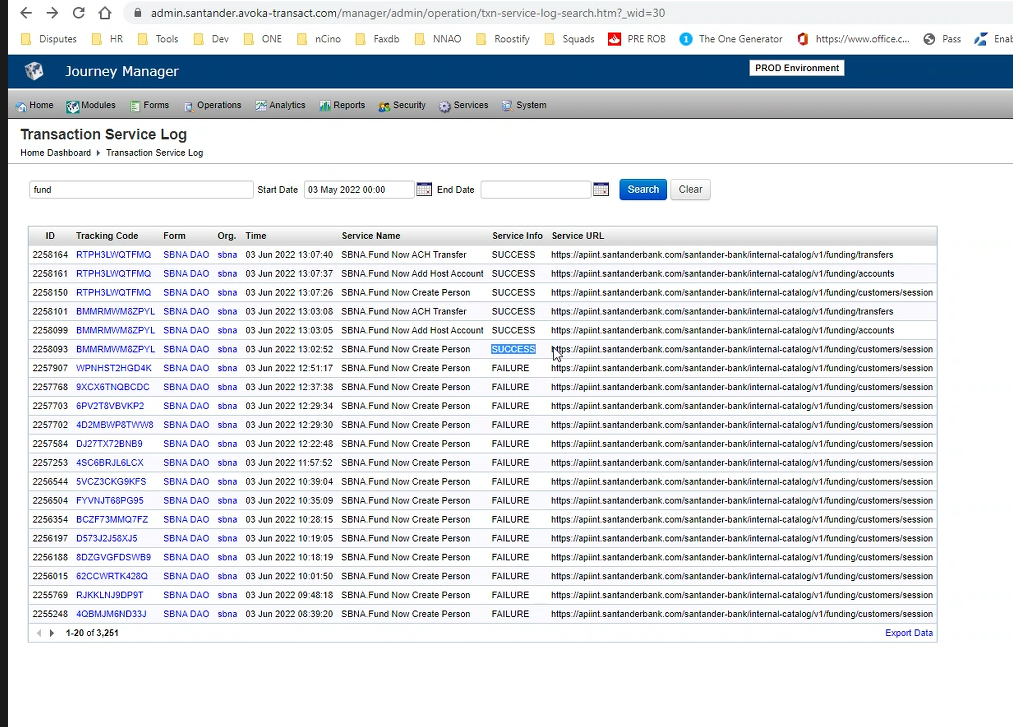 admin.santander.avoka-transact.com/manager/admin/operation/txn-service-log-search.htm?_wid=30
Disputes HR Tools Dev ONE nCino Faxdb NNAO Roostify Squads PRE ROB The One Generator https://www.office.c... Pass Enab
Journey Manager PROD Environment
Home Modules Forms Operations Analytics Reports Security Services System
Transaction Service Log
Home Dashboard Transaction Service Log
fund Start Date 03 May 2022 00:00 End Date Search Clear
ID Tracking Code Form Org. Time Service Name Service Info Service URL
2258164 RTPH3LWQTFMQ SBNA DAO sbna 03 Jun 2022 13:07:40 SBNA.Fund Now ACH Transfer SUCCESS https://apiint.santanderbank.com/santander-bank/internal-catalog/v1/funding/transfers
2258161 RTPH3LWQTFMQ SBNA DAO sbna 03 Jun 2022 13:07:37 SBNA.Fund Now Add Host Account SUCCESS https://apiint.santanderbank.com/santander-bank/internal-catalog/v1/funding/accounts
2258150 RTPH3LWQTFMQ SBNA DAO sbna 03 Jun 2022 13:07:26 SBNA.Fund Now Create Person SUCCESS https://apiint.santanderbank.com/santander-bank/internal-catalog/v1/funding/customers/session
2258101 BMMRMWM8ZPYL SBNA DAO sbna 03 Jun 2022 13:03:08 SBNA.Fund Now ACH Transfer SUCCESS https://apiint.santanderbank.com/santander-bank/internal-catalog/v1/funding/transfers
2258099 BMMRMWM8ZPYL SBNA DAO sbna 03 Jun 2022 13:03:05 SBNA.Fund Now Add Host Account SUCCESS https://apiint.santanderbank.com/santander-bank/internal-catalog/v1/funding/accounts
2258093 BMMRMWM8ZPYL SBNA DAO sbna 03 Jun 2022 13:02:52 SBNA.Fund Now Create Person SUCCESS https://apiint.santanderbank.com/santander-bank/internal-catalog/v1/funding/customers/session
2257907 WPNHST2HGD4K SBNA DAO sbna 03 Jun 2022 12:51:17 SBNA.Fund Now Create Person FAILURE https://apiint.santanderbank.com/santander-bank/internal-catalog/v1/funding/customers/session
2257768 9XCX6TNQBCDC SBNA DAO sbna 03 Jun 2022 12:37:38 SBNA.Fund Now Create Person FAILURE https://apiint.santanderbank.com/santander-bank/internal-catalog/v1/funding/customers/session
2257703 6PV2T8VBVKP2 SBNA DAO sbna 03 Jun 2022 12:29:34 SBNA.Fund Now Create Person FAILURE https://apiint.santanderbank.com/santander-bank/internal-catalog/v1/funding/customers/session
2257702 4D2MBWP8TWW8 SBNA DAO sbna 03 Jun 2022 12:29:30 SBNA.Fund Now Create Person FAILURE https://apiint.santanderbank.com/santander-bank/internal-catalog/v1/funding/customers/session
2257584 DJ27TX72BNB9 SBNA DAO sbna 03 Jun 2022 12:22:48 SBNA.Fund Now Create Person FAILURE https://apiint.santanderbank.com/santander-bank/internal-catalog/v1/funding/customers/session
2257253 4SC6BRJL6LCX SBNA DAO sbna 03 Jun 2022 11:57:52 SBNA.Fund Now Create Person FAILURE https://apiint.santanderbank.com/santander-bank/internal-catalog/v1/funding/customers/session
2256544 5VCZ3CKG9KFS SBNA DAO sbna 03 Jun 2022 10:39:04 SBNA.Fund Now Create Person FAILURE https://apiint.santanderbank.com/santander-bank/internal-catalog/v1/funding/customers/session
2256504 FYVNJT68PG95 SBNA DAO sbna 03 Jun 2022 10:35:09 SBNA.Fund Now Create Person FAILURE https://apiint.santanderbank.com/santander-bank/internal-catalog/v1/funding/customers/session
2256354 BCZF73MMQ7FZ SBNA DAO sbna 03 Jun 2022 10:28:15 SBNA.Fund Now Create Person FAILURE https://apiint.santanderbank.com/santander-bank/internal-catalog/v1/funding/customers/session
2256197 D573J2J58XJ5 SBNA DAO sbna 03 Jun 2022 10:19:05 SBNA.Fund Now Create Person FAILURE https://apiint.santanderbank.com/santander-bank/internal-catalog/v1/funding/customers/session
2256188 8DZGVGFDSWB9 SBNA DAO sbna 03 Jun 2022 10:18:19 SBNA.Fund Now Create Person FAILURE https://apiint.santanderbank.com/santander-bank/internal-catalog/v1/funding/customers/session
2256015 62CCWRTK428Q SBNA DAO sbna 03 Jun 2022 10:01:50 SBNA.Fund Now Create Person FAILURE https://apiint.santanderbank.com/santander-bank/internal-catalog/v1/funding/customers/session
2255769 RJKKLNJ9DP9T SBNA DAO sbna 03 Jun 2022 09:48:18 SBNA.Fund Now Create Person FAILURE https://apiint.santanderbank.com/santander-bank/internal-catalog/v1/funding/customers/session
2255248 4QBMJM6ND33J SBNA DAO sbna 03 Jun 2022 08:39:20 SBNA.Fund Now Create Person FAILURE https://apiint.santanderbank.com/santander-bank/internal-catalog/v1/funding/customers/session
1-20 of 3,251 Export Data